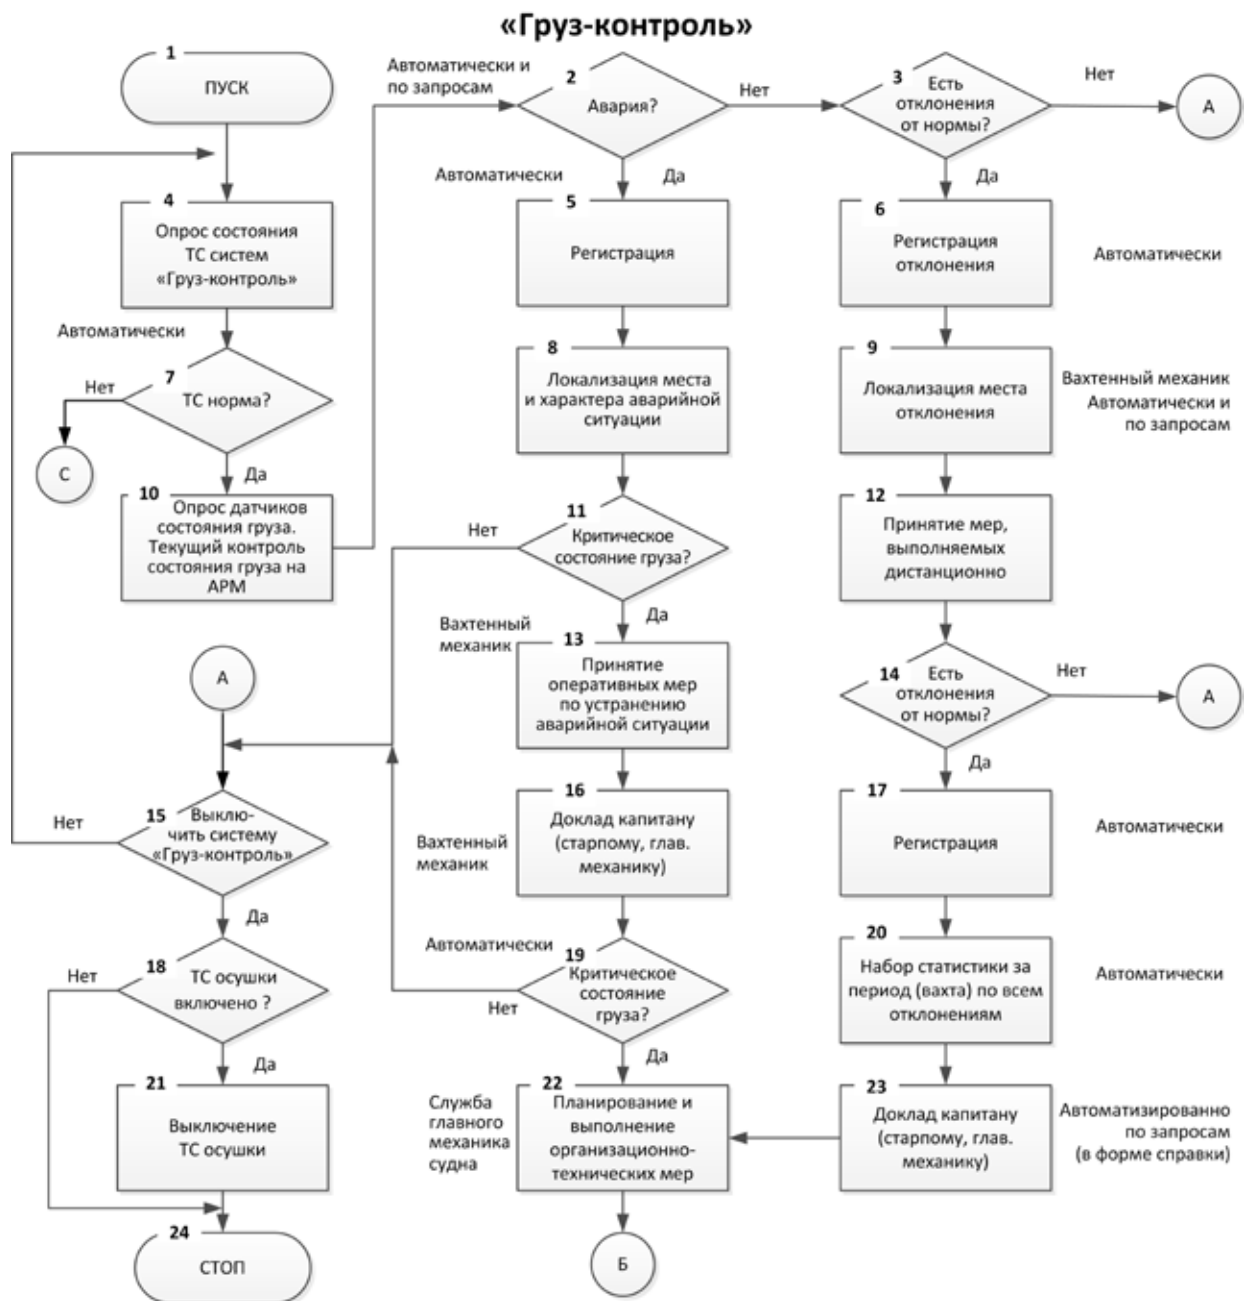 «Груз-контроль»
1
ПУСК
Автоматически и
по запросам
2
Авария?
Нет
3
Есть
отклонения
от нормы?
Нет
А
Автоматически
Да
Да
4
Опрос состояния
ТС систем
«Груз-контроль»
5
Регистрация
6
Регистрация
отклонения
Автоматически
Автоматически
Нет
7
ТС норма?
С
Да
8
Локализация места
и характера аварийной
ситуации
9
Локализация места
отклонения
Вахтенный механик
Автоматически и
по запросам
10
Опрос датчиков
состояния груза.
Текущий контроль
состояния груза на
АРМ
Нет
11
Критическое
состояние груза?
Да
12
Принятие мер,
выполняемых
дистанционно
Вахтенный
механик
13
Принятие
оперативных мер
по устранению
аварийной ситуации
14
Есть
отклонения
от нормы?
Нет
А
Да
А
Нет
15
Выклю-
чить систему
«Груз-контроль»
Да
Вахтенный
механик
16
Доклад капитану
(старпому, глав.
механику)
17
Регистрация
Автоматически
Нет
18
ТС осушки
включено ?
Да
Автоматически
19
Критическое
состояние
груза?
Нет
Да
20
Набор статистики за
период (вахта) по всем
отклонениям
Автоматически
21
Выключение
ТС осушки
Служба
главного
механика
судна
22
Планирование и
выполнение
организационно-
технических мер
23
Доклад капитану
(старпому, глав.
механику)
Автоматизированно
по запросам
(в форме справки)
24
СТОП
Б